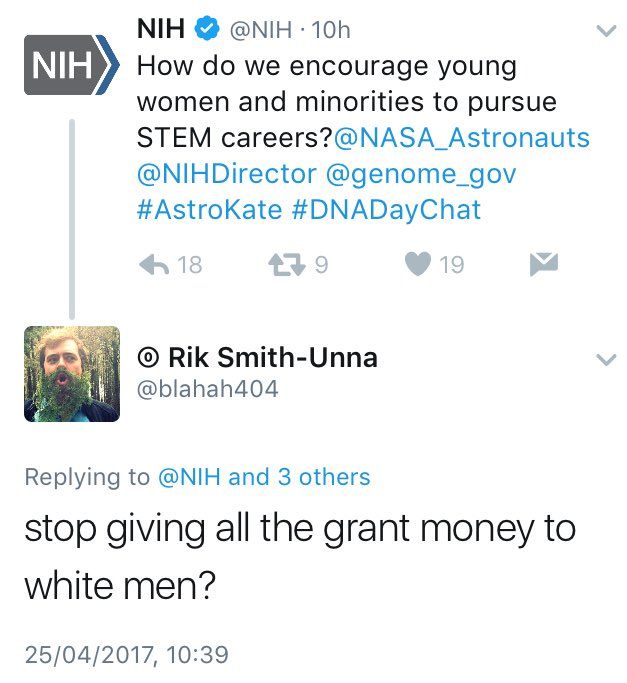 NIH @NIH · 10h
NIH
How do we encourage young
women and minorities to pursue
STEM careers?@NASA_Astronauts
@NIHDirector @genome_gov
#AstroKate #DNADayChat
18 9 19
Rik Smith-Unna
@blahah404
Replying to @NIH and 3 others
stop giving all the grant money to
white men?
25/04/2017, 10:39